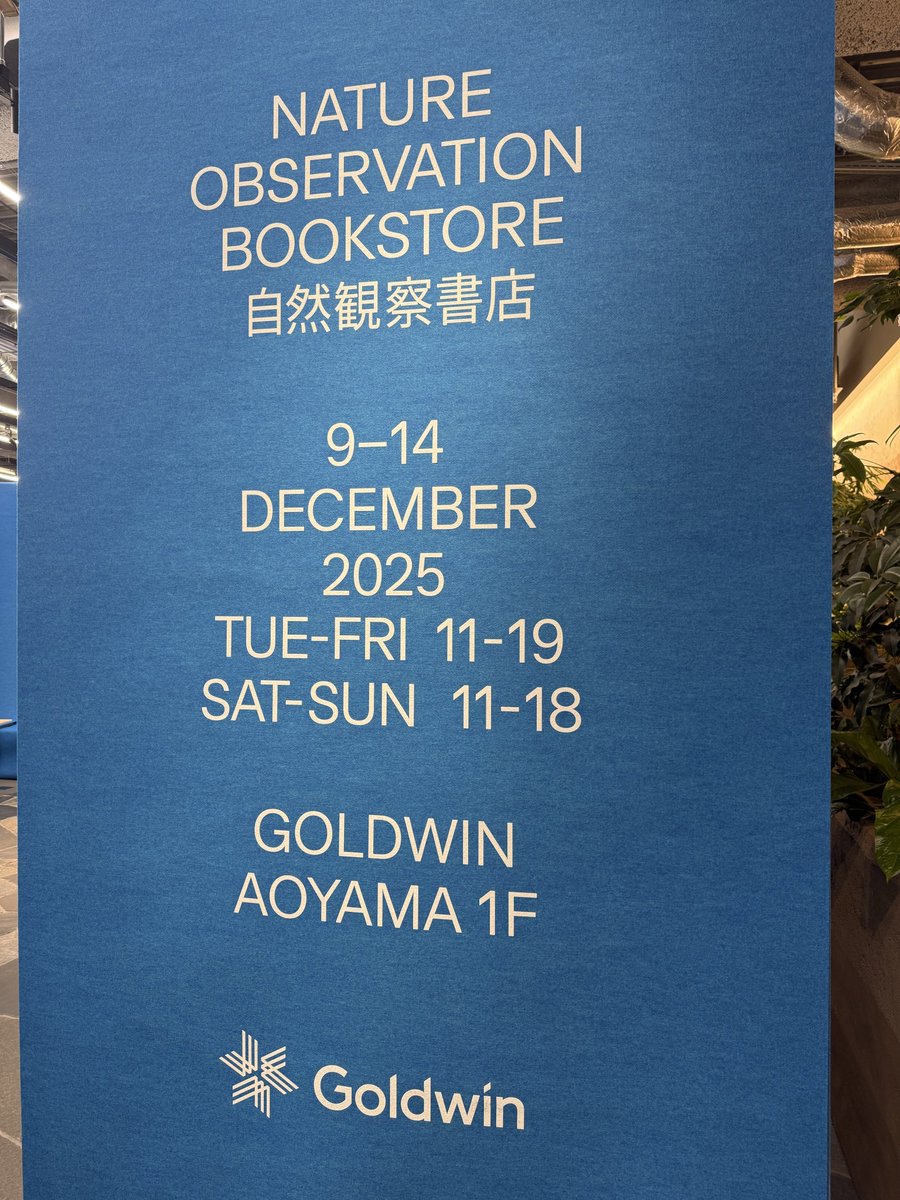 NATURE
OBSERVATION
BOOKSTORE
自然観察書店
9–14
DECEMBER
2025
TUE-FRI 11-19
SAT-SUN 11-18
GOLDWIN
AOYAMA 1F
Goldwin